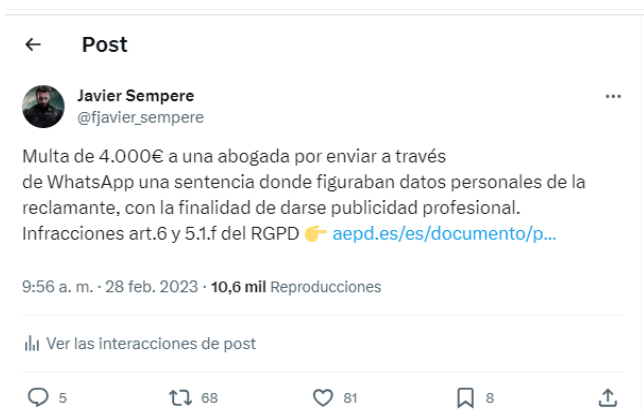 Post
Javier Sempere
@fjavier_sempere
Multa de 4.000€ a una abogada por enviar a través
de WhatsApp una sentencia donde figuraban datos personales de la
reclamante, con la finalidad de darse publicidad profesional.
Infracciones art.6 y 5.1.f del RGPD 👉 aepd.es/es/documento/p...
9:56 a. m. · 28 feb. 2023 · 10,6 mil Reproducciones
Ver las interacciones de post
5 68 81 8